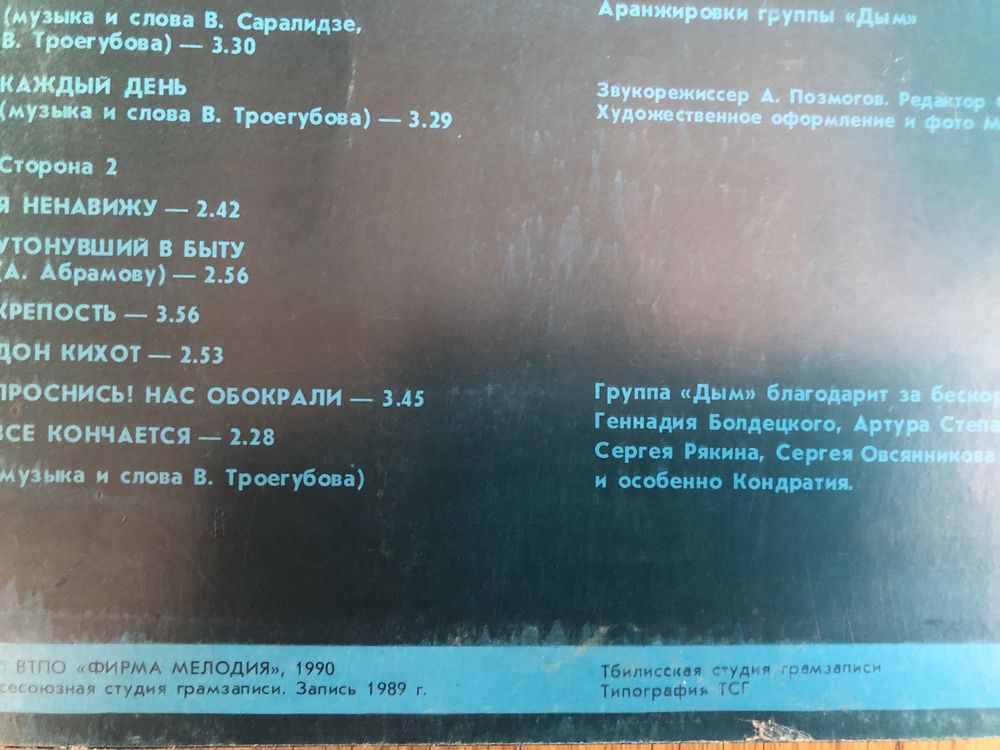 (музыка и слова В. Саралидзе,
В. Троегубова) — 3.30
КАЖДЫЙ ДЕНЬ
(музыка и слова В. Троегубова) — 3.29
Сторона 2
Я НЕНАВИЖУ — 2.42
УТОНУВШИЙ В БЫТУ
(А. Абрамову) — 2.56
КРЕПОСТЬ — 3.56
ДОН КИХОТ — 2.53
ПРОСНИСЬ! НАС ОБОКРАЛИ — 3.45
ВСЕ КОНЧАЕТСЯ — 2.28
музыка и слова В. Троегубова)
Аранжировки группы «Дым»
Звукорежиссер А. Позмогов. Редактор
Художественное оформление и фото М
Группа «Дым» благодарит за бескор
Геннадия Болдецкого, Артура Степа
Сергея Рякина, Сергея Овсянникова
и особенно Кондратия.
ВТПО «ФИРМА МЕЛОДИЯ», 1990
сесоюзная студия грамзаписи. Запись 1989 г.
Тбилисская студия грамзаписи
Типография ТСГ